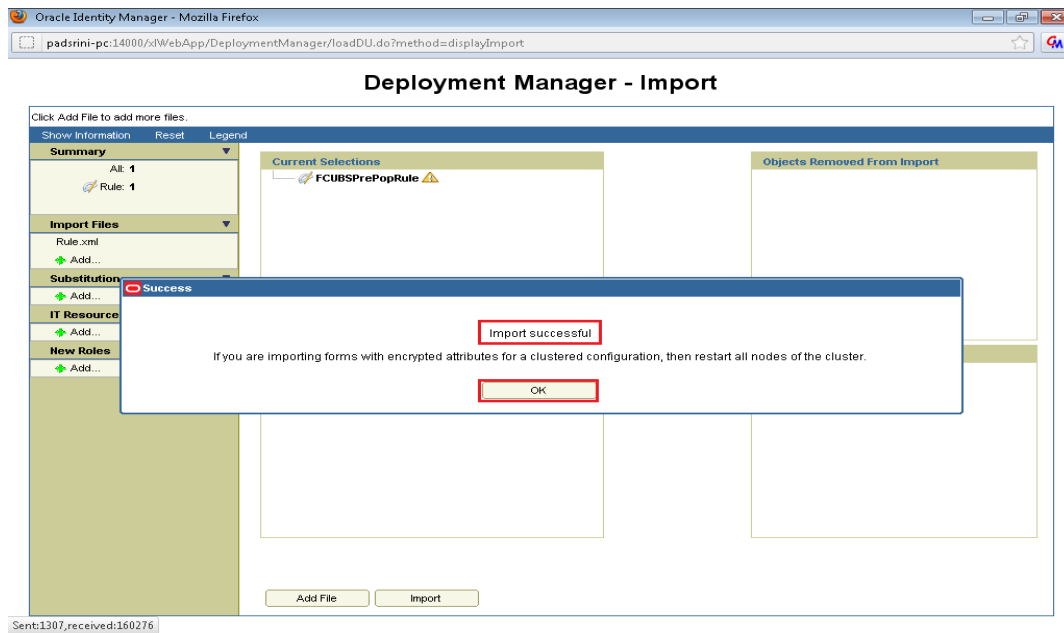 Oracle Identity Manager - Mozilla Firefox
padsrini-pc:14000/xlWebApp/DeploymentManager/loadDU.do?method=displayImport
Deployment Manager - Import
Click Add File to add more files.
Show Information Reset Legend
Summary
All: 1
Rule: 1
Import Files
Rule.xml
Add...
Substitution
Add...
IT Resource
Add...
New Roles
Add...
Current Selections
FCUBSPrePopRule
Objects Removed From Import
Success
Import successful
If you are importing forms with encrypted attributes for a clustered configuration, then restart all nodes of the cluster.
OK
Add File Import
Sent:1307,received:160276